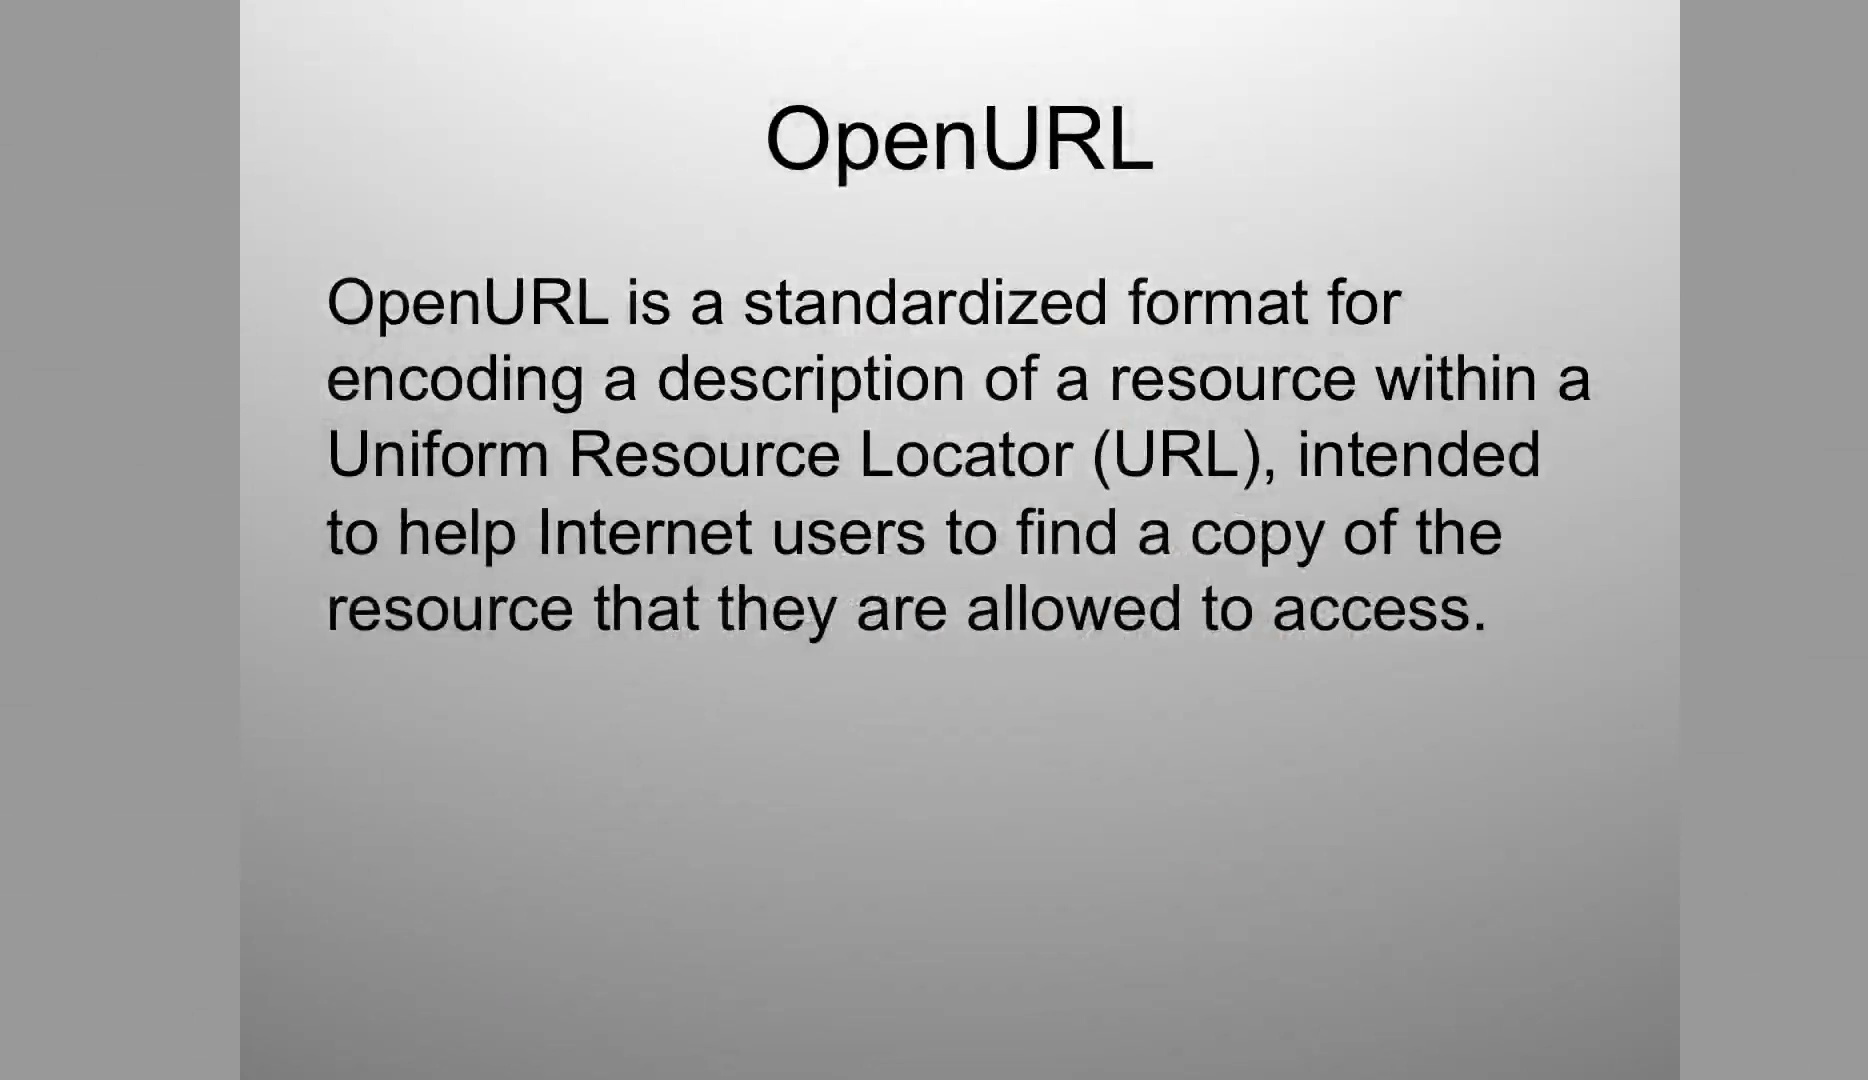 OpenURL
OpenURL is a standardized format for
encoding a description of a resource within a
Uniform Resource Locator (URL), intended
to help Internet users to find a copy of the
resource that they are allowed to access.